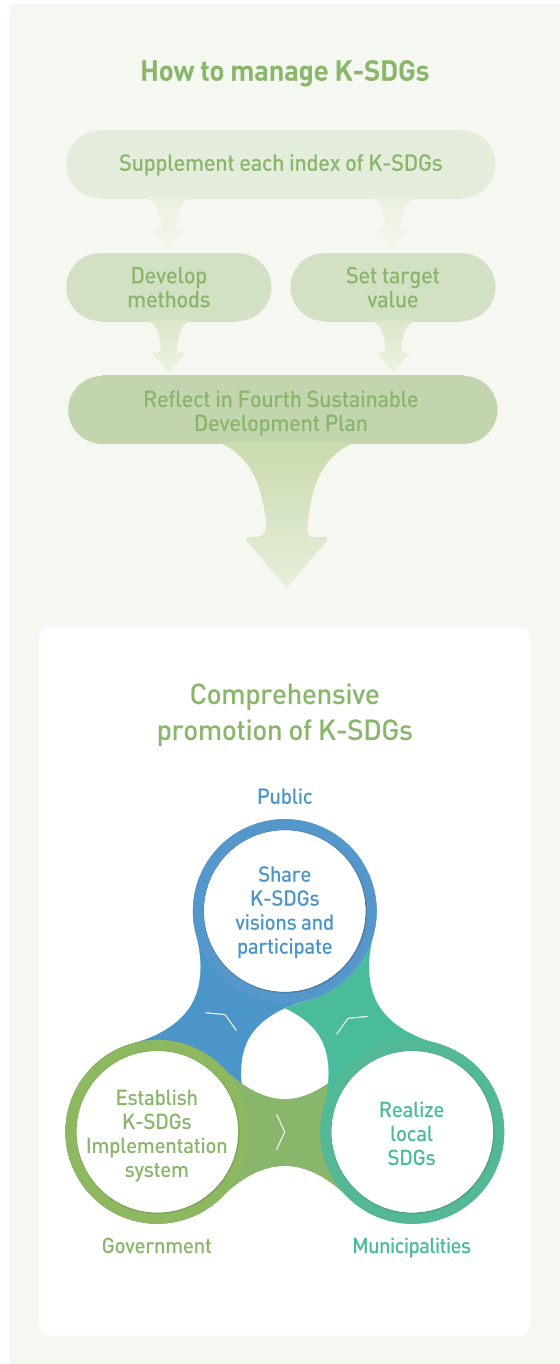 How to manage K-SDGs
Supplement each index of K-SDGs
Develop
methods
Set target
value
Reflect in Fourth Sustainable
Development Plan
Comprehensive
promotion of K-SDGs
Public
Share
K-SDGs
visions and
participate
Establish
K-SDGs
Implementation
system
Realize
local
SDGs
Government
Municipalities